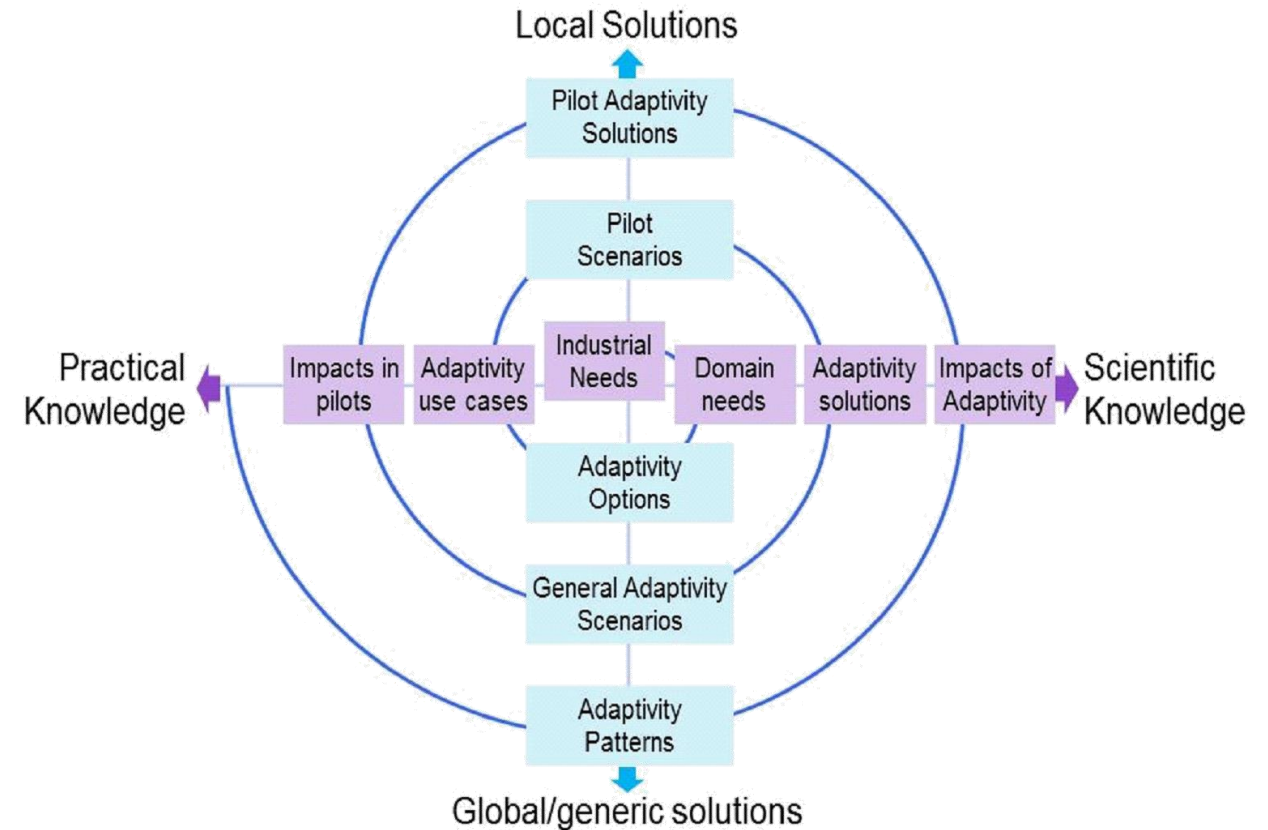 Local Solutions
Pilot Adaptivity
Solutions
Pilot
Scenarios
Practical
Knowledge
Impacts in
pilots
Adaptivity
use cases
Industrial
Needs
Domain
needs
Adaptivity
solutions
Impacts of
Adaptivity
Scientific
Knowledge
Adaptivity
Options
General Adaptivity
Scenarios
Adaptivity
Patterns
Global/generic solutions